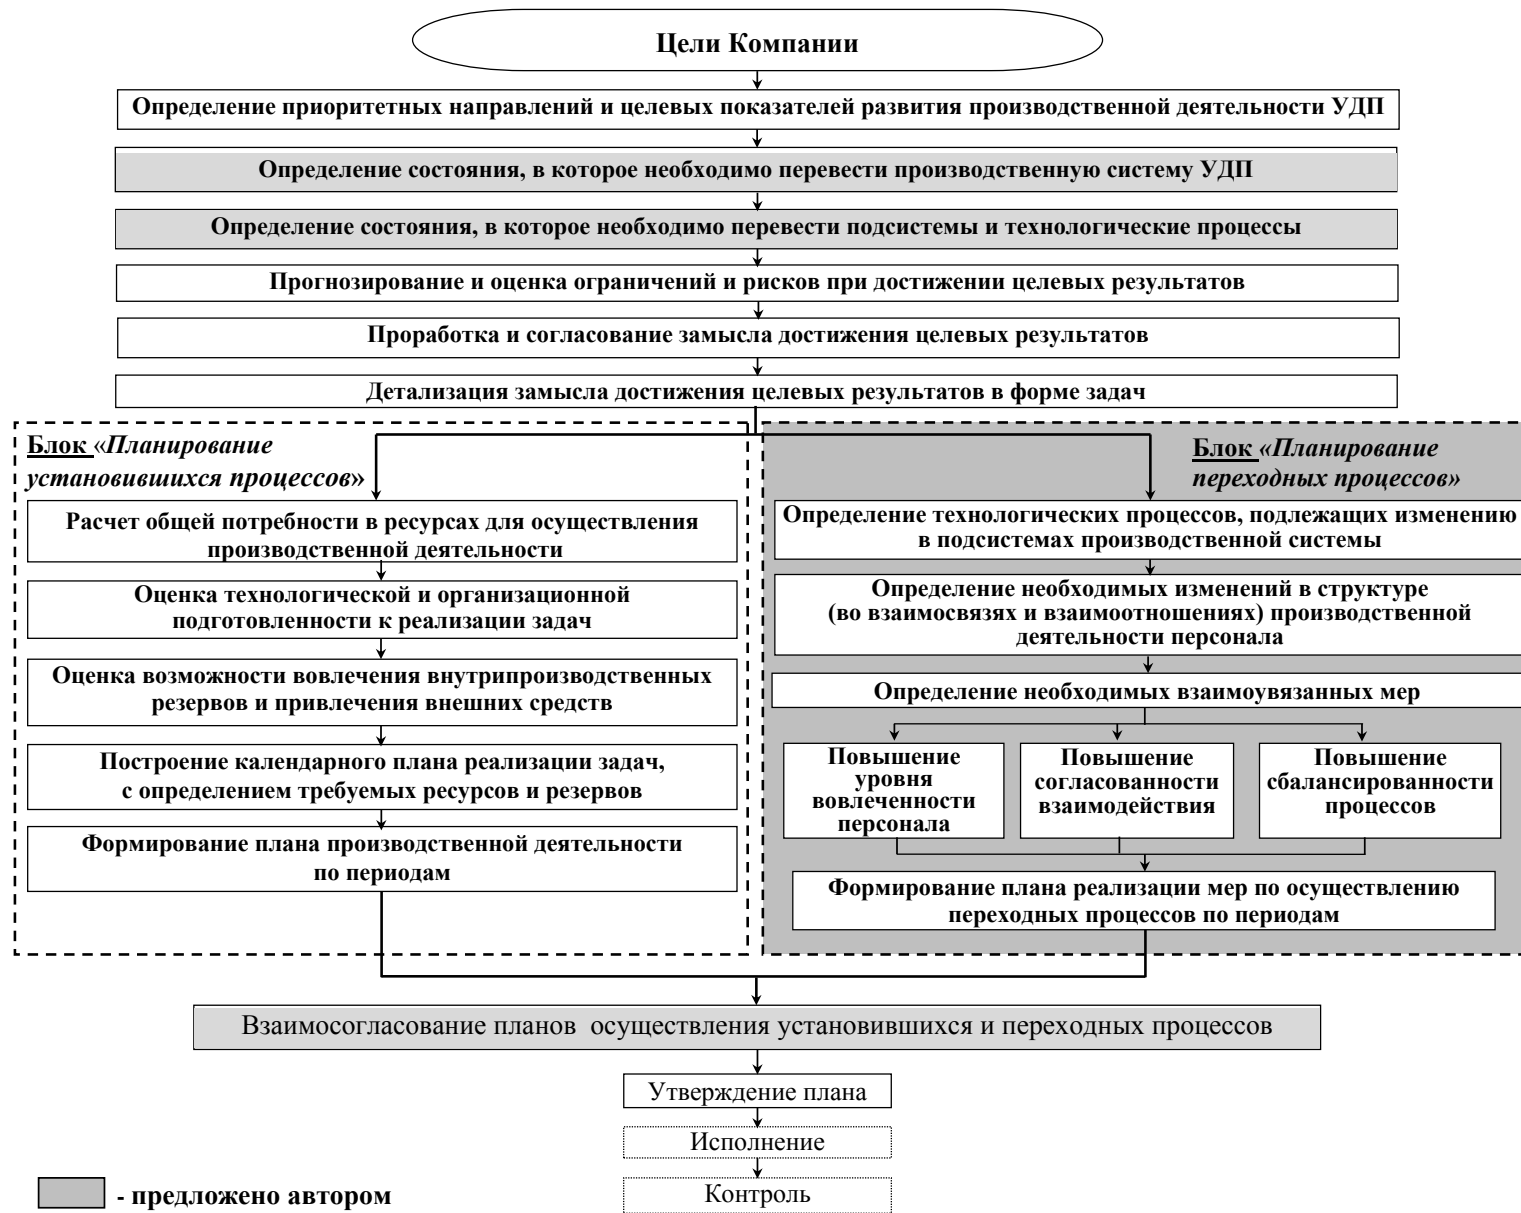 Цели Компании
Определение приоритетных направлений и целевых показателей развития производственной деятельности УДП
Определение состояния, в которое необходимо перевести производственную систему УДП
Определение состояния, в которое необходимо перевести подсистемы и технологические процессы
Прогнозирование и оценка ограничений и рисков при достижении целевых результатов
Проработка и согласование замысла достижения целевых результатов
Детализация замысла достижения целевых результатов в форме задач
Блок «Планирование
установившихся процессов»
Расчет общей потребности в ресурсах для осуществления
производственной деятельности
Оценка технологической и организационной
подготовленности к реализации задач
Оценка возможности вовлечения внутрипроизводственных
резервов и привлечения внешних средств
Построение календарного плана реализации задач,
с определением требуемых ресурсов и резервов
Формирование плана производственной деятельности
по периодам
Блок «Планирование
переходных процессов»
Определение технологических процессов, подлежащих изменению
в подсистемах производственной системы
Определение необходимых изменений в структуре
(во взаимосвязях и взаимоотношениях) производственной
деятельности персонала
Определение необходимых взаимоувязанных мер
Повышение
уровня
вовлеченности
персонала
Повышение
согласованности
взаимодействия
Повышение
сбалансированности
процессов
Формирование плана реализации мер по осуществлению
переходных процессов по периодам
Взаимосогласование планов осуществления установившихся и переходных процессов
Утверждение плана
Исполнение
Контроль
- предложено автором